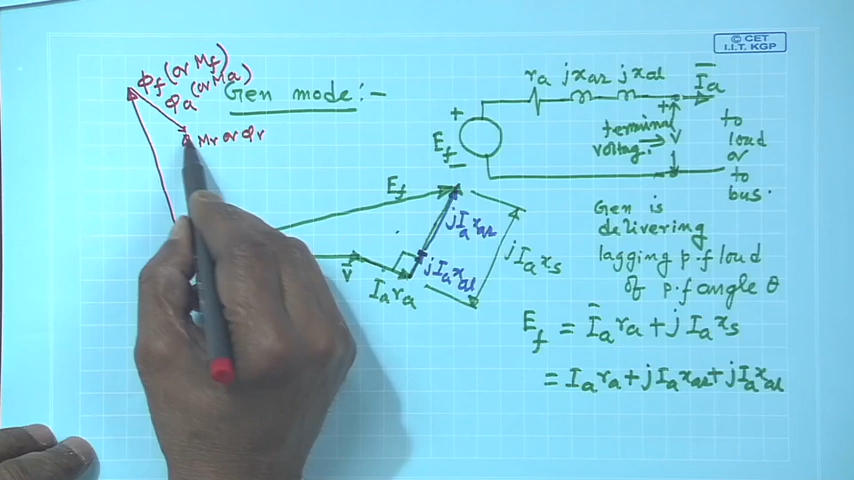 © CET
I.I.T. KGP
Φf (or Mf)
Φa (or Ma)
Mr or Φr
Gen mode:-
ra jxar jxal Ia
+
Ef
-
+
terminal
voltage. V
to
load
or
to
bus.
Ef
V
Iara
jIaxar
jIaxal
jIaxs
Gen is
delivering
lagging p.f load
of p.f angle θ
Ef = Iara + jIaxs
= Iara + jIaxar + jIaxal